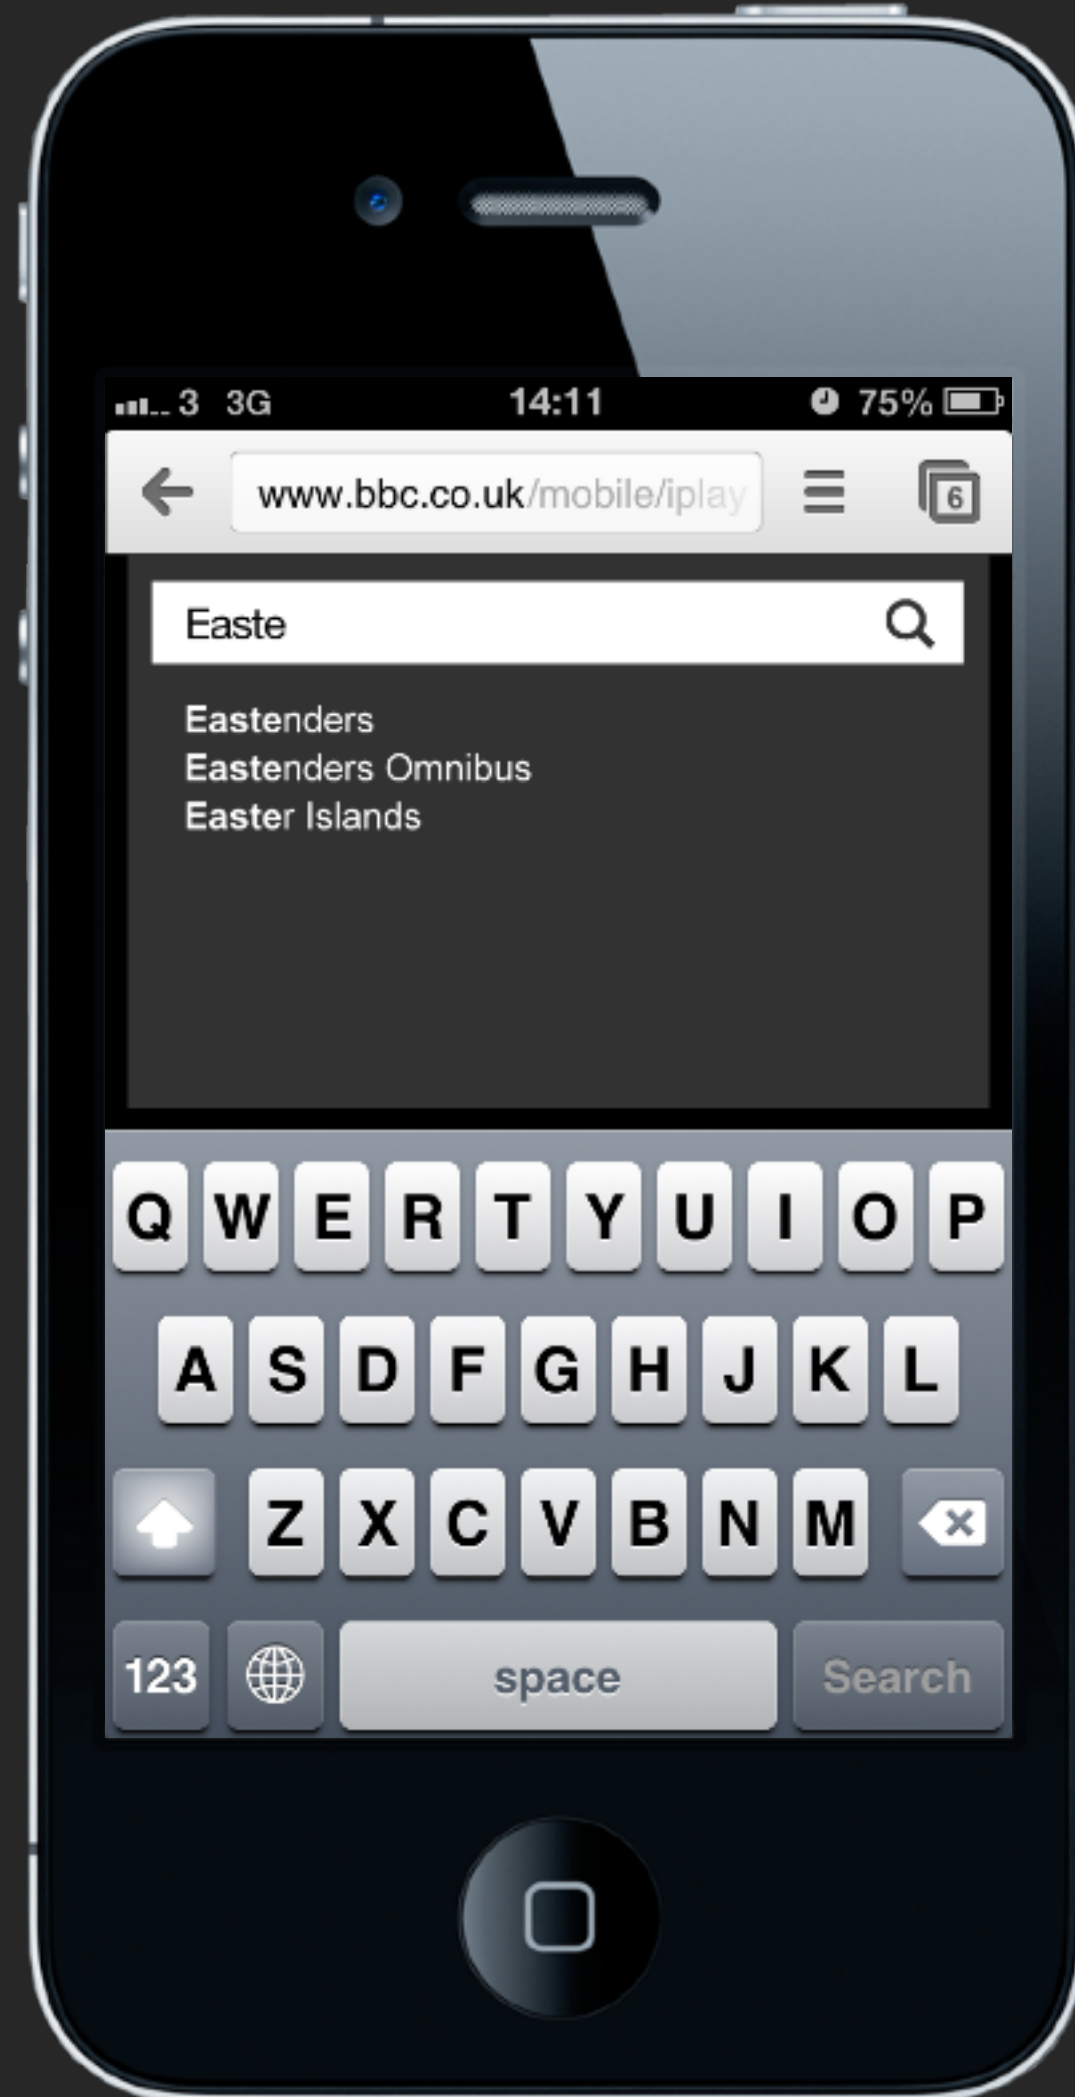 3 3G 14:11 75%
www.bbc.co.uk/mobile/iplay
6
Easte
Eastenders
Eastenders Omnibus
Easter Islands
Q W E R T Y U I O P
A S D F G H J K L
Z X C V B N M
123 space Search